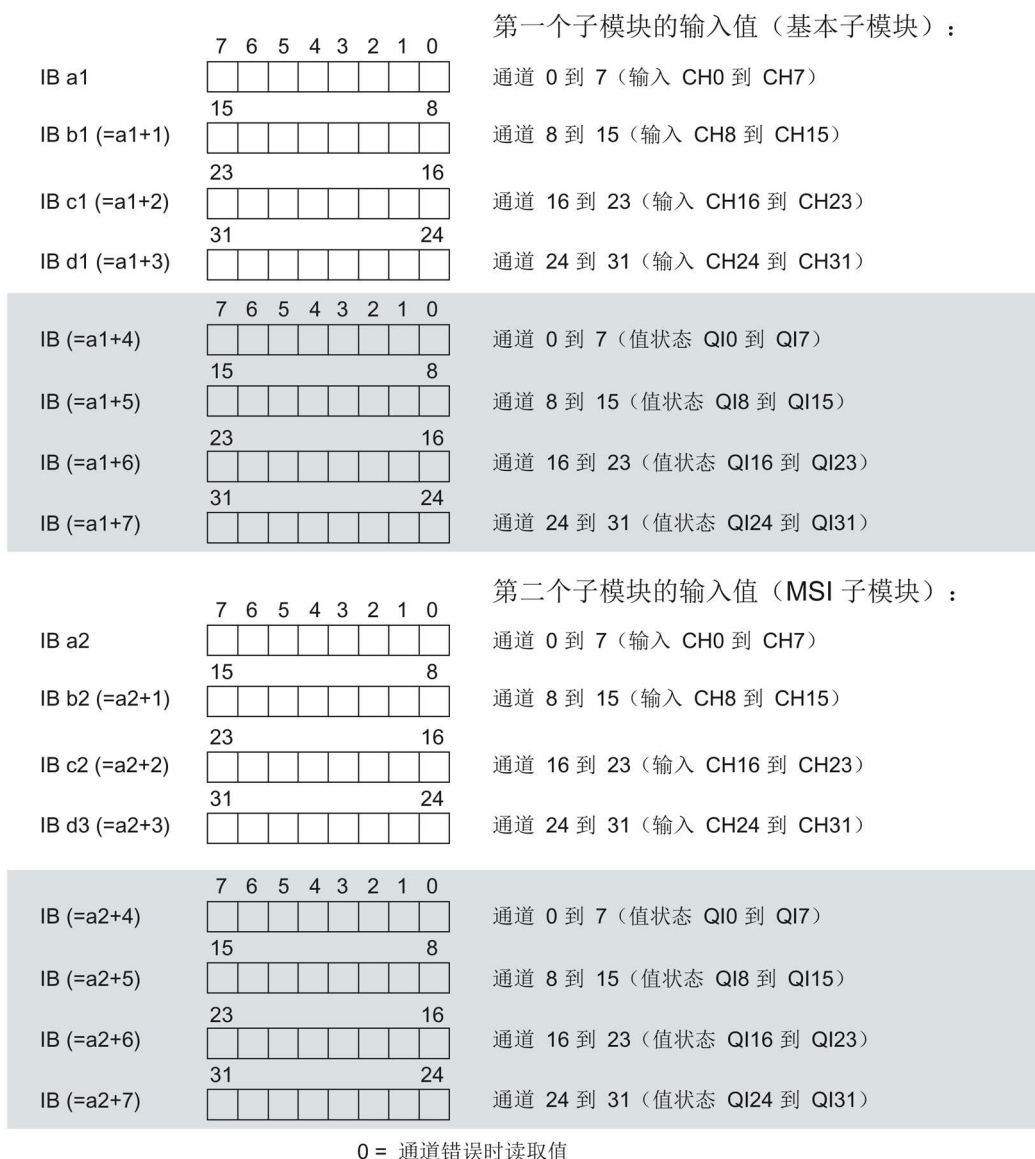 第一个子模块的输入值（基本子模块）：
7 6 5 4 3 2 1 0
IB a1 通道 0 到 7（输入 CH0 到 CH7）
15 8
IB b1 (=a1+1) 通道 8 到 15（输入 CH8 到 CH15）
23 16
IB c1 (=a1+2) 通道 16 到 23（输入 CH16 到 CH23）
31 24
IB d1 (=a1+3) 通道 24 到 31（输入 CH24 到 CH31）
7 6 5 4 3 2 1 0
IB (=a1+4) 通道 0 到 7（值状态 QI0 到 QI7）
15 8
IB (=a1+5) 通道 8 到 15（值状态 QI8 到 QI15）
23 16
IB (=a1+6) 通道 16 到 23（值状态 QI16 到 QI23）
31 24
IB (=a1+7) 通道 24 到 31（值状态 QI24 到 QI31）
第二个子模块的输入值（MSI 子模块）：
7 6 5 4 3 2 1 0
IB a2 通道 0 到 7（输入 CH0 到 CH7）
15 8
IB b2 (=a2+1) 通道 8 到 15（输入 CH8 到 CH15）
23 16
IB c2 (=a2+2) 通道 16 到 23（输入 CH16 到 CH23）
31 24
IB d3 (=a2+3) 通道 24 到 31（输入 CH24 到 CH31）
7 6 5 4 3 2 1 0
IB (=a2+4) 通道 0 到 7（值状态 QI0 到 QI7）
15 8
IB (=a2+5) 通道 8 到 15（值状态 QI8 到 QI15）
23 16
IB (=a2+6) 通道 16 到 23（值状态 QI16 到 QI23）
31 24
IB (=a2+7) 通道 24 到 31（值状态 QI24 到 QI31）
0 = 通道错误时读取值